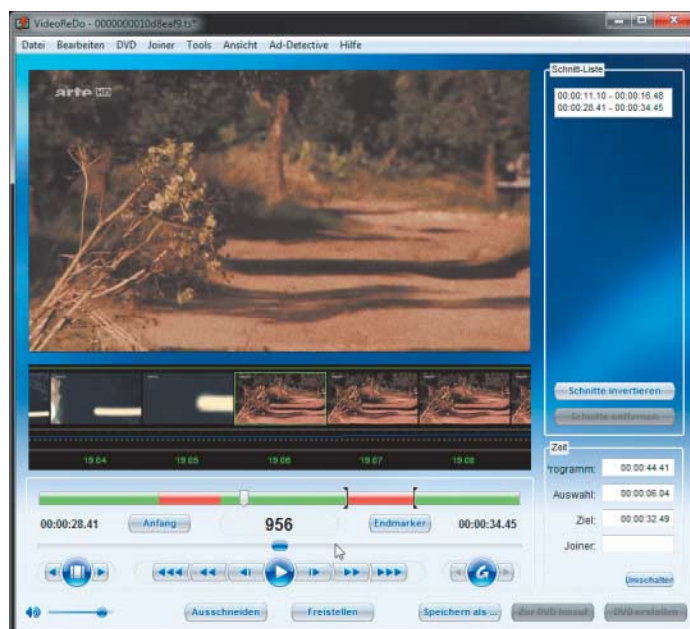 VideoReDo - 0000000010d8eaf9.ts*
Datei Bearbeiten DVD Joiner Tools Ansicht Ad-Detective Hilfe
arte HD
Schnitt-Liste
00:00:11.10 - 00:00:16.48
00:00:28.41 - 00:00:34.45
Schnitte invertieren
Schnitte entfernen
19.04 19.05 19.06 19.07 19.08
Zeit
Programm: 00:00:44.41
Auswahl: 00:00:06.04
Ziel: 00:00:32.49
Joiner:
Umschalten
00:00:28.41 Anfang 956 Endmarker 00:00:34.45
Ausschneiden Freistellen Speichern als ... Zur DVD hinzuf DVD erstellen